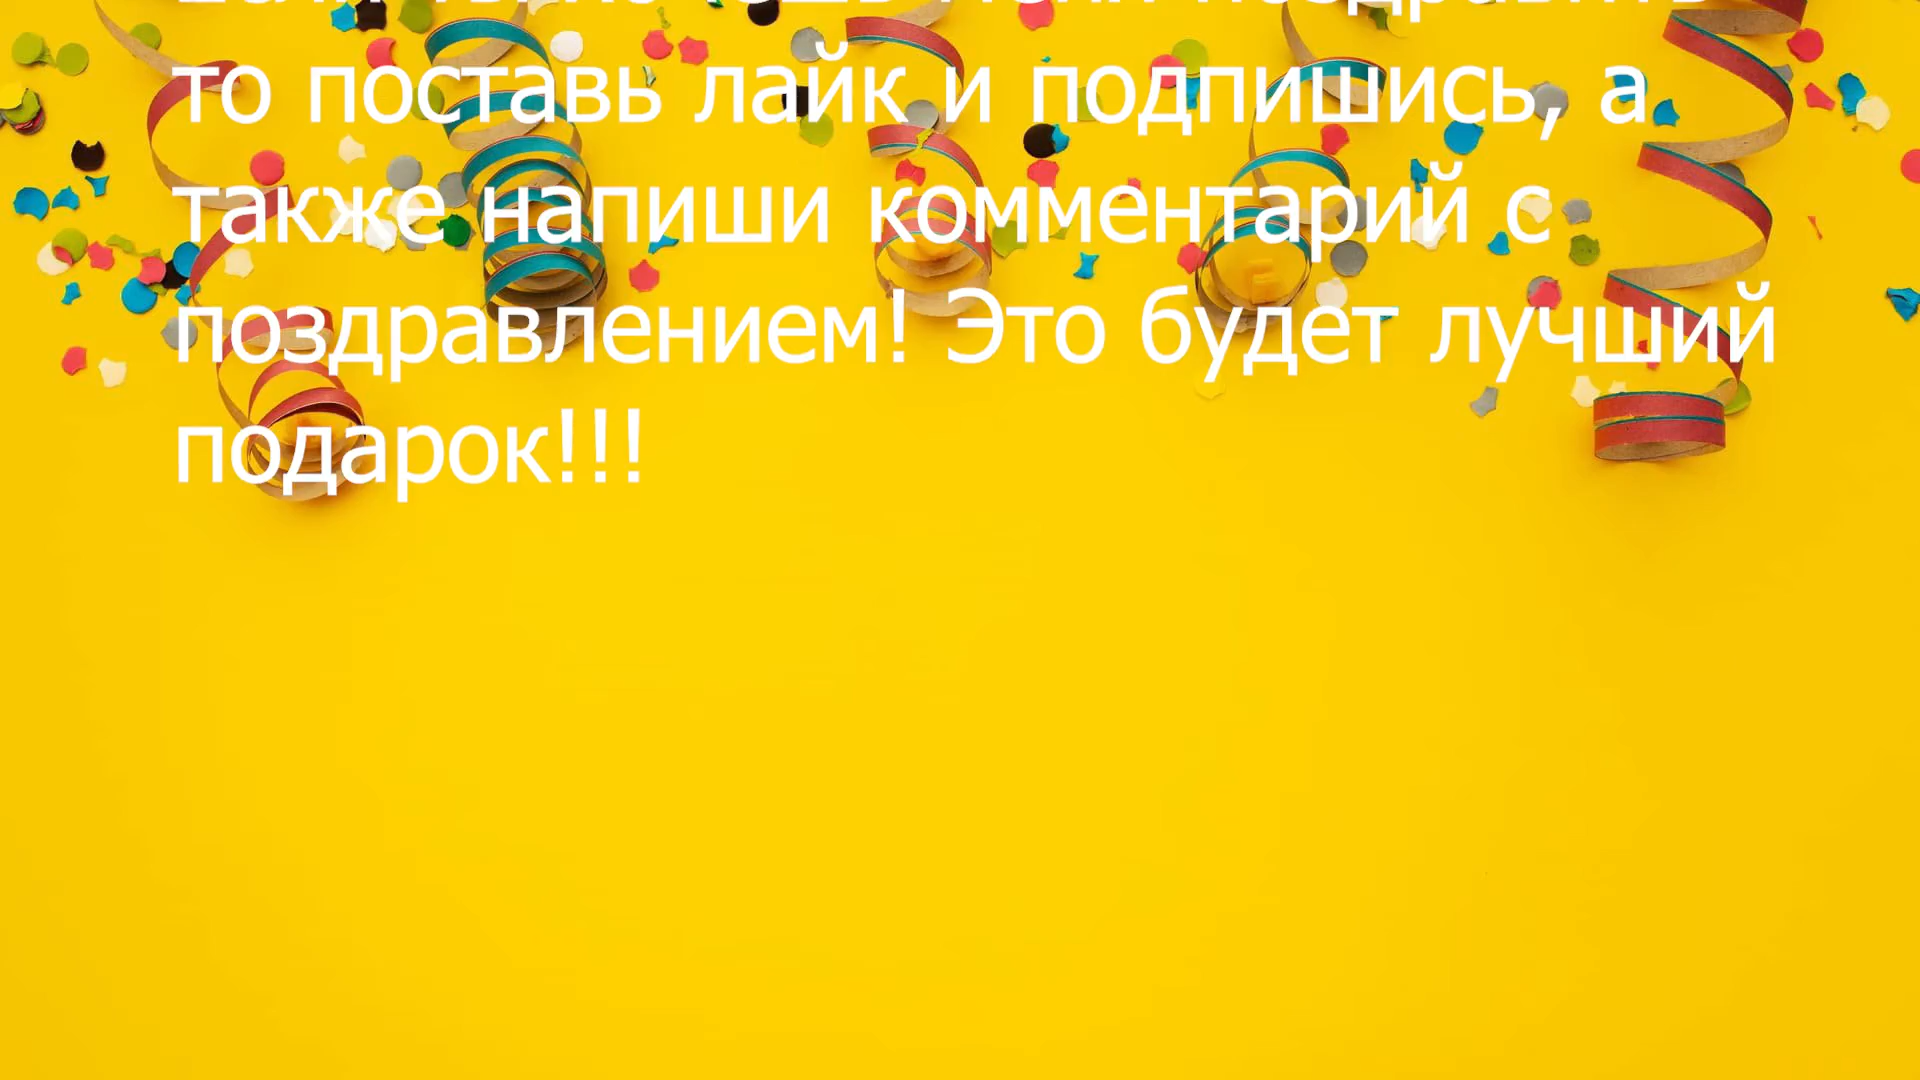 то поставь лайк и подпишись, а
также напиши комментарий с
поздравлением! Это будет лучший
подарок!!!